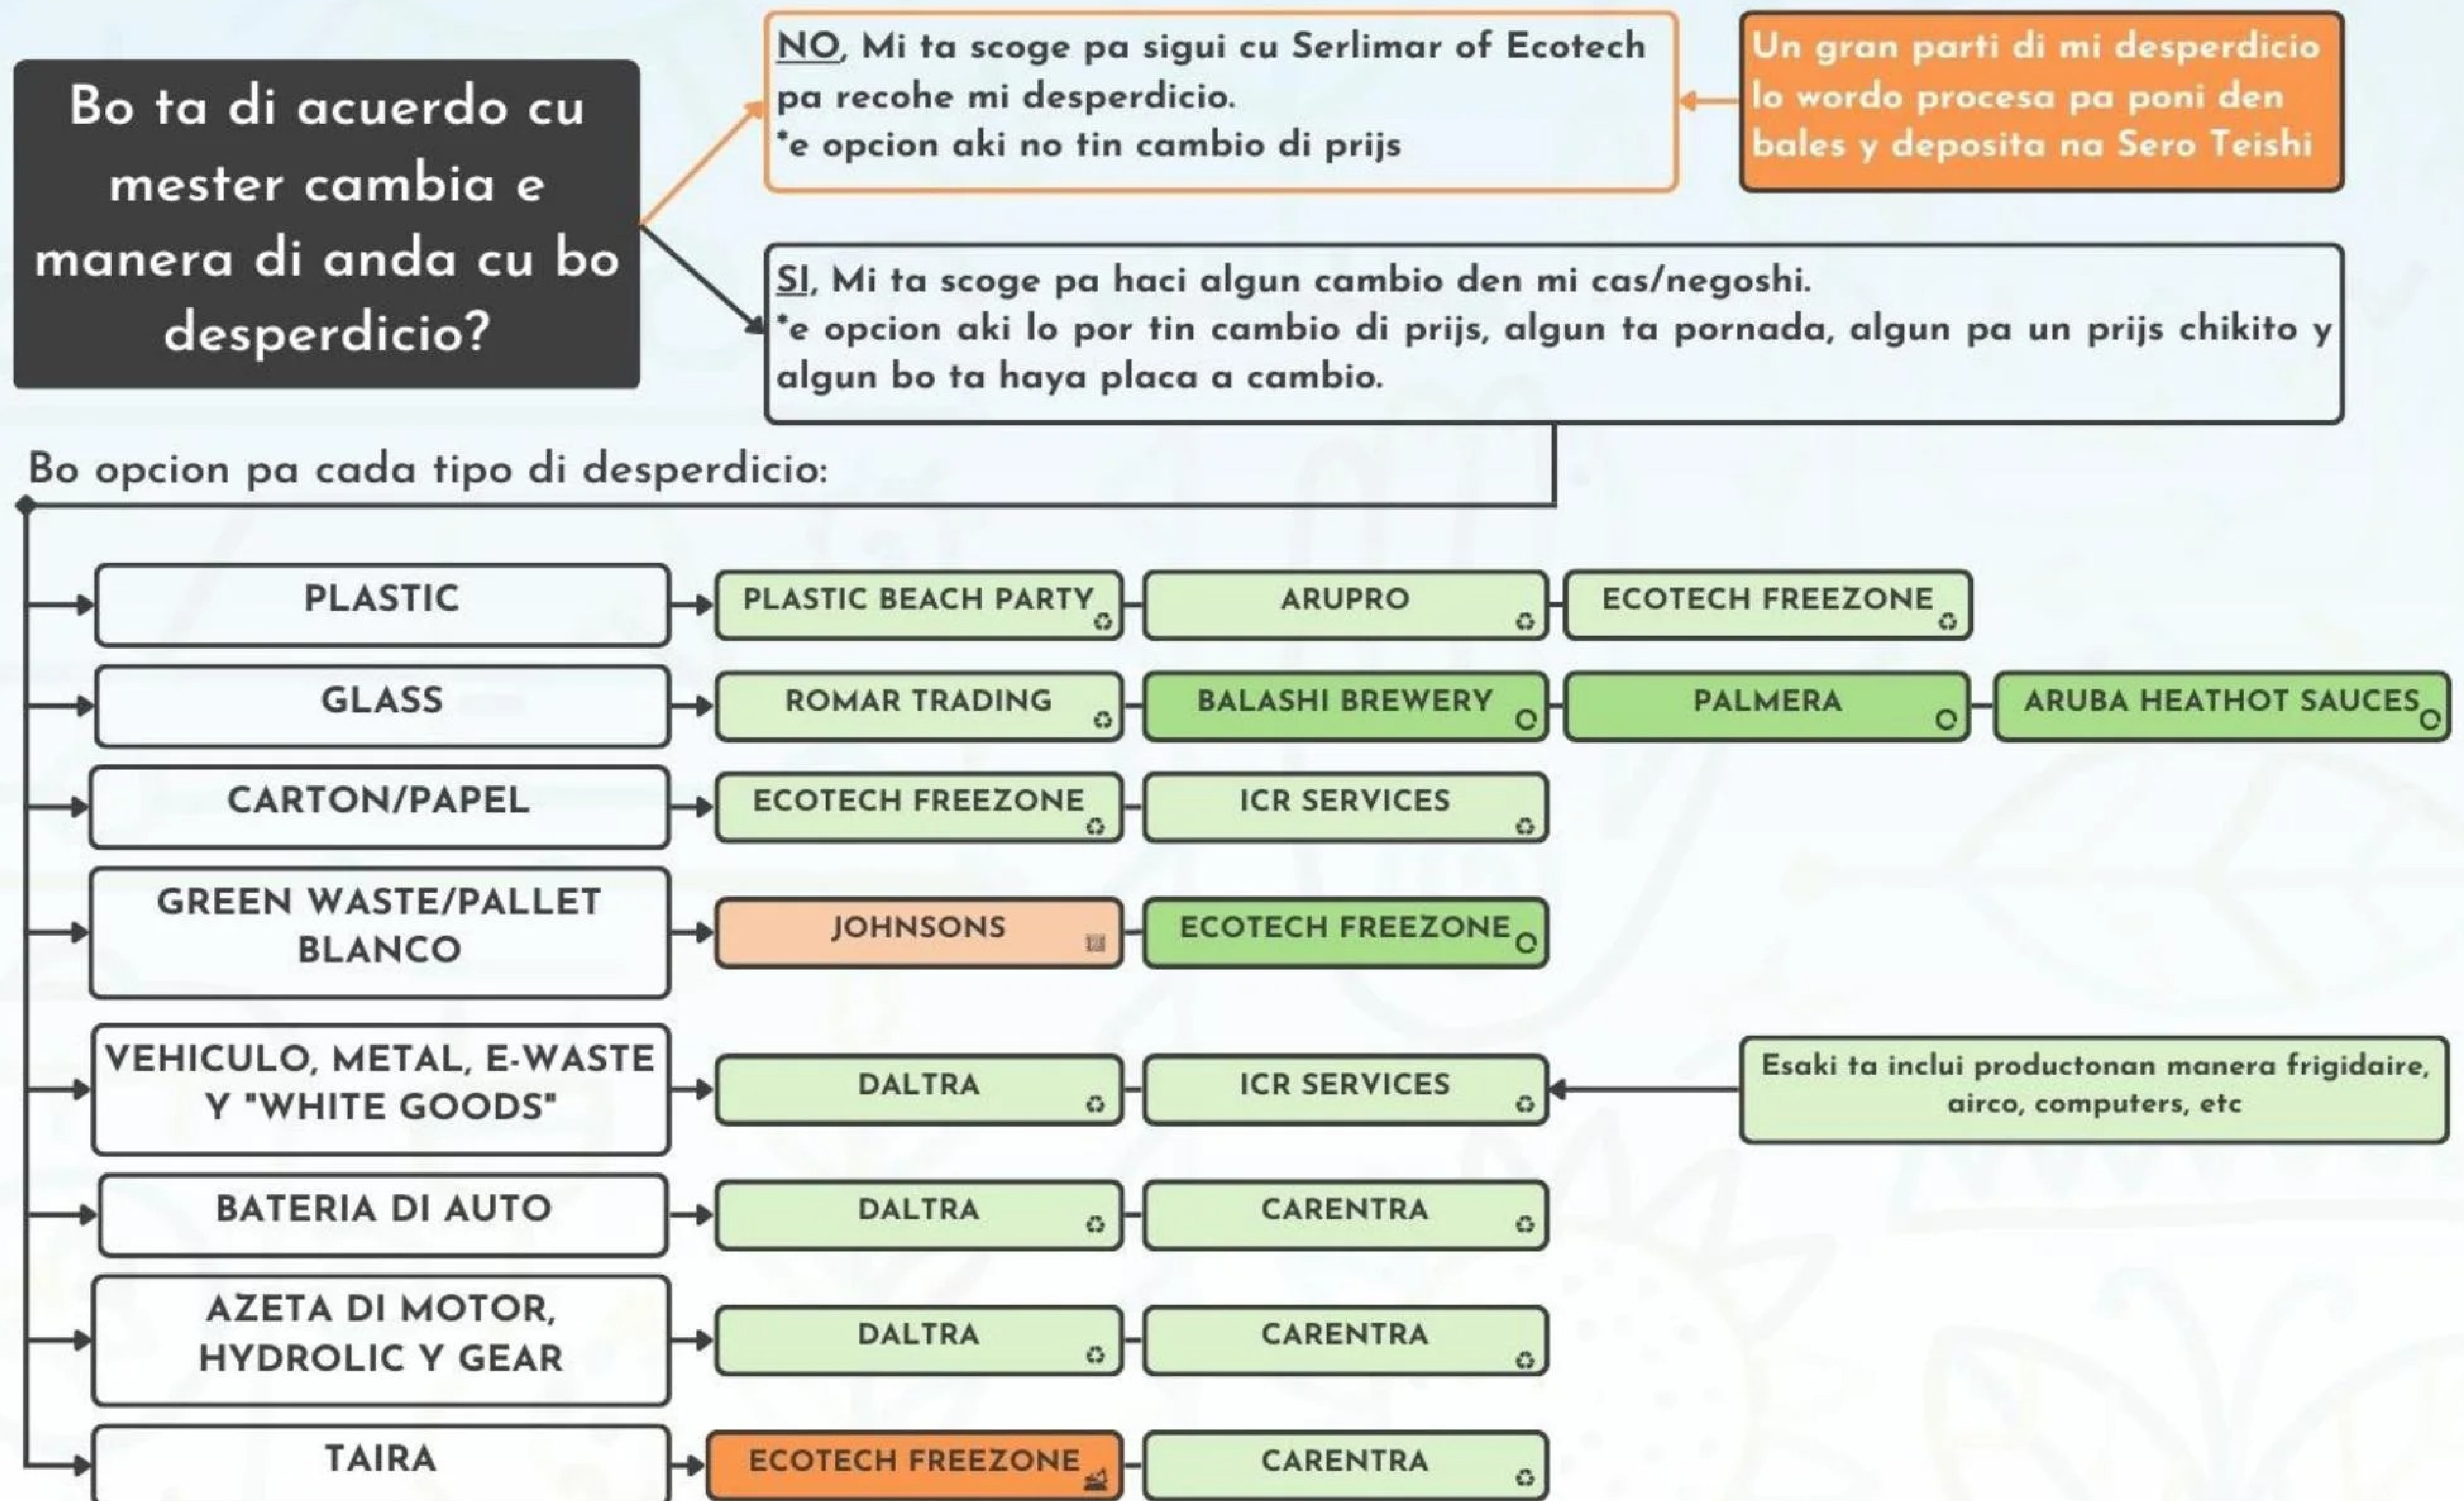 Bo ta di acuerdo cu
mester cambia e
manera di anda cu bo
desperdicio?
NO, Mi ta scoge pa sigui cu Serlimar of Ecotech
pa recohe mi desperdicio.
*e opcion aki no tin cambio di prijs
Un gran parti di mi desperdicio
lo wordo procesa pa poni den
bales y deposita na Sero Teishi
SI, Mi ta scoge pa haci algun cambio den mi cas/negoshi.
*e opcion aki lo por tin cambio di prijs, algun ta pornada, algun pa un prijs chikito y
algun bo ta haya placa a cambio.
Bo opcion pa cada tipo di desperdicio:
PLASTIC
PLASTIC BEACH PARTY
ARUPRO
ECOTECH FREEZONE
GLASS
ROMAR TRADING
BALASHI BREWERY
PALMERA
ARUBA HEATHOT SAUCES
CARTON/PAPEL
ECOTECH FREEZONE
ICR SERVICES
GREEN WASTE/PALLET
BLANCO
JOHNSONS
ECOTECH FREEZONE
VEHICULO, METAL, E-WASTE
Y "WHITE GOODS"
DALTRA
ICR SERVICES
Esaki ta inclui productonan manera frigidaire,
airco, computers, etc
BATERIA DI AUTO
DALTRA
CARENTRA
AZETA DI MOTOR,
HYDROLIC Y GEAR
DALTRA
CARENTRA
TAIRA
ECOTECH FREEZONE
CARENTRA